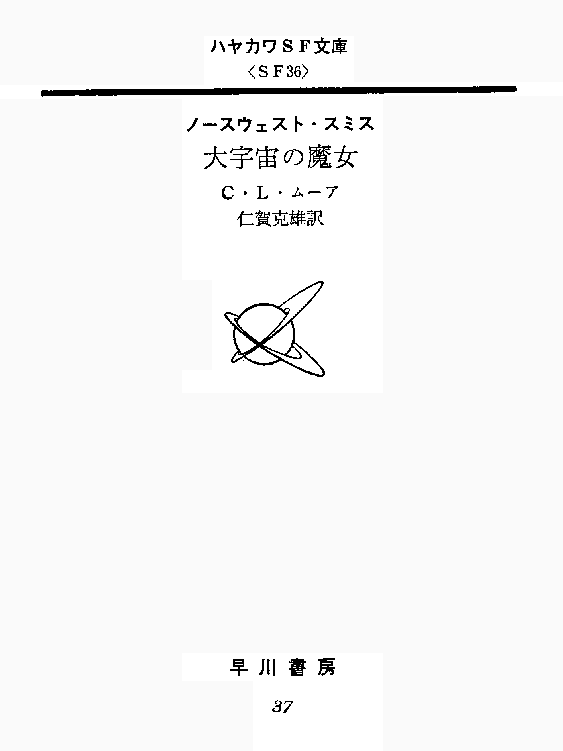 ハヤカワSF文庫
〈SF36〉
ノースウェスト・スミス
大宇宙の魔女
C・L・ムーア
仁賀克雄訳
早川書房
37